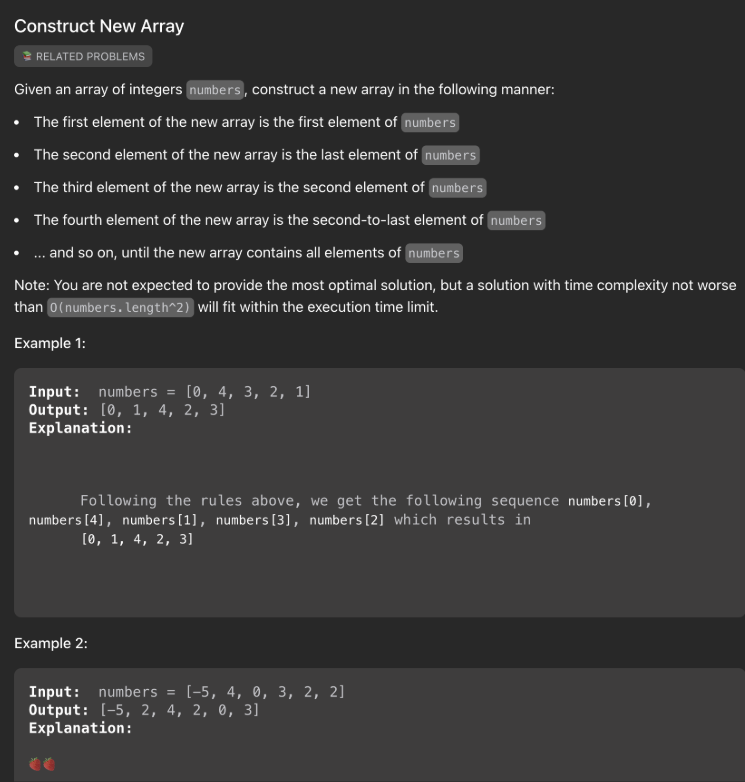 Construct New Array
RELATED PROBLEMS
Given an array of integers numbers, construct a new array in the following manner:
• The first element of the new array is the first element of numbers
• The second element of the new array is the last element of numbers
• The third element of the new array is the second element of numbers
• The fourth element of the new array is the second-to-last element of numbers
• ... and so on, until the new array contains all elements of numbers
Note: You are not expected to provide the most optimal solution, but a solution with time complexity not worse
than O(numbers.length^2) will fit within the execution time limit.
Example 1:
Input:  numbers = [0, 4, 3, 2, 1]
Output: [0, 1, 4, 2, 3]
Explanation:
Following the rules above, we get the following sequence numbers[0],
numbers[4], numbers[1], numbers[3], numbers[2] which results in
[0, 1, 4, 2, 3]
Example 2:
Input:  numbers = [-5, 4, 0, 3, 2, 2]
Output: [-5, 2, 4, 2, 0, 3]
Explanation: